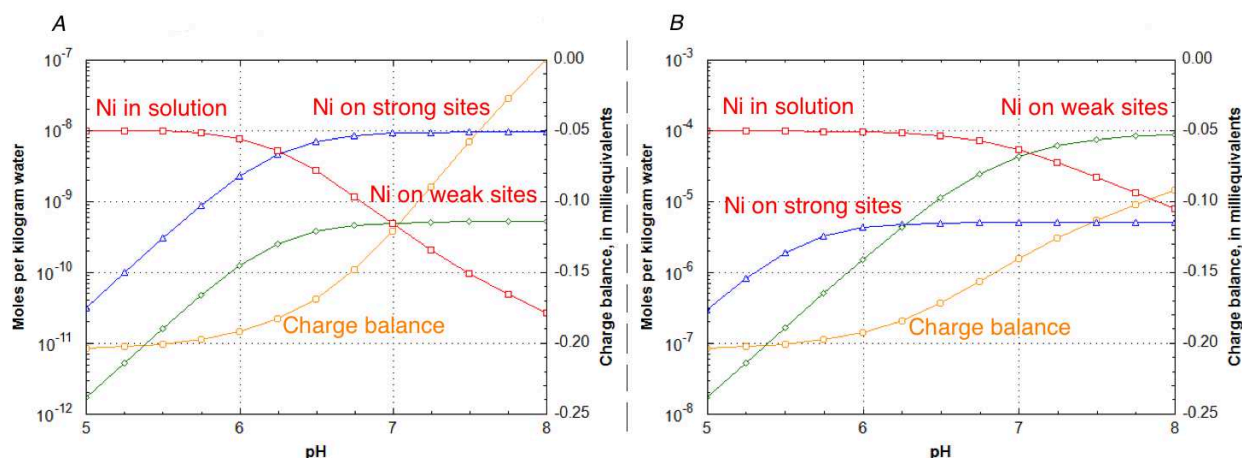 A
B
10-7
10-8
10-9
10-10
10-11
10-12
Moles per kilogram water
Ni in solution
Ni on strong sites
Ni on weak sites
Charge balance
0.00
-0.05
-0.10
-0.15
-0.20
-0.25
Charge balance, in milliequivalents
5
6
7
8
pH
10-3
10-4
10-5
10-6
10-7
10-8
Moles per kilogram water
Ni in solution
Ni on weak sites
Ni on strong sites
Charge balance
0.00
-0.05
-0.10
-0.15
-0.20
-0.25
Charge balance, in milliequivalents
5
6
7
8
pH